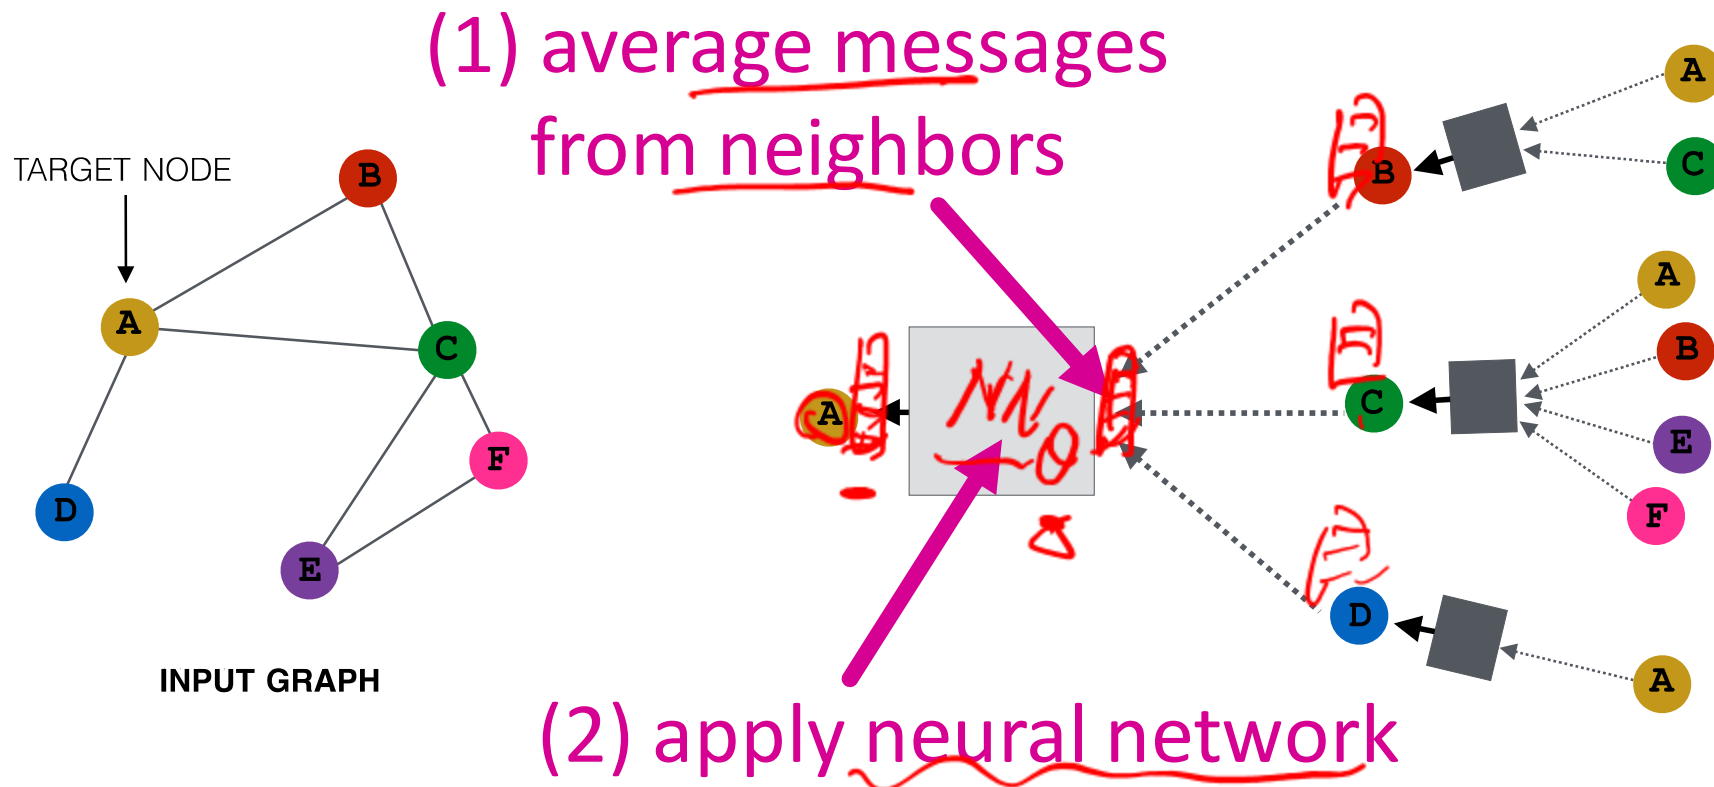 (1) average messages
from neighbors
TARGET NODE
B
A
C
D
F
E
INPUT GRAPH
A
NN
θ
B
A
C
C
A
B
E
F
D
A
(2) apply neural network